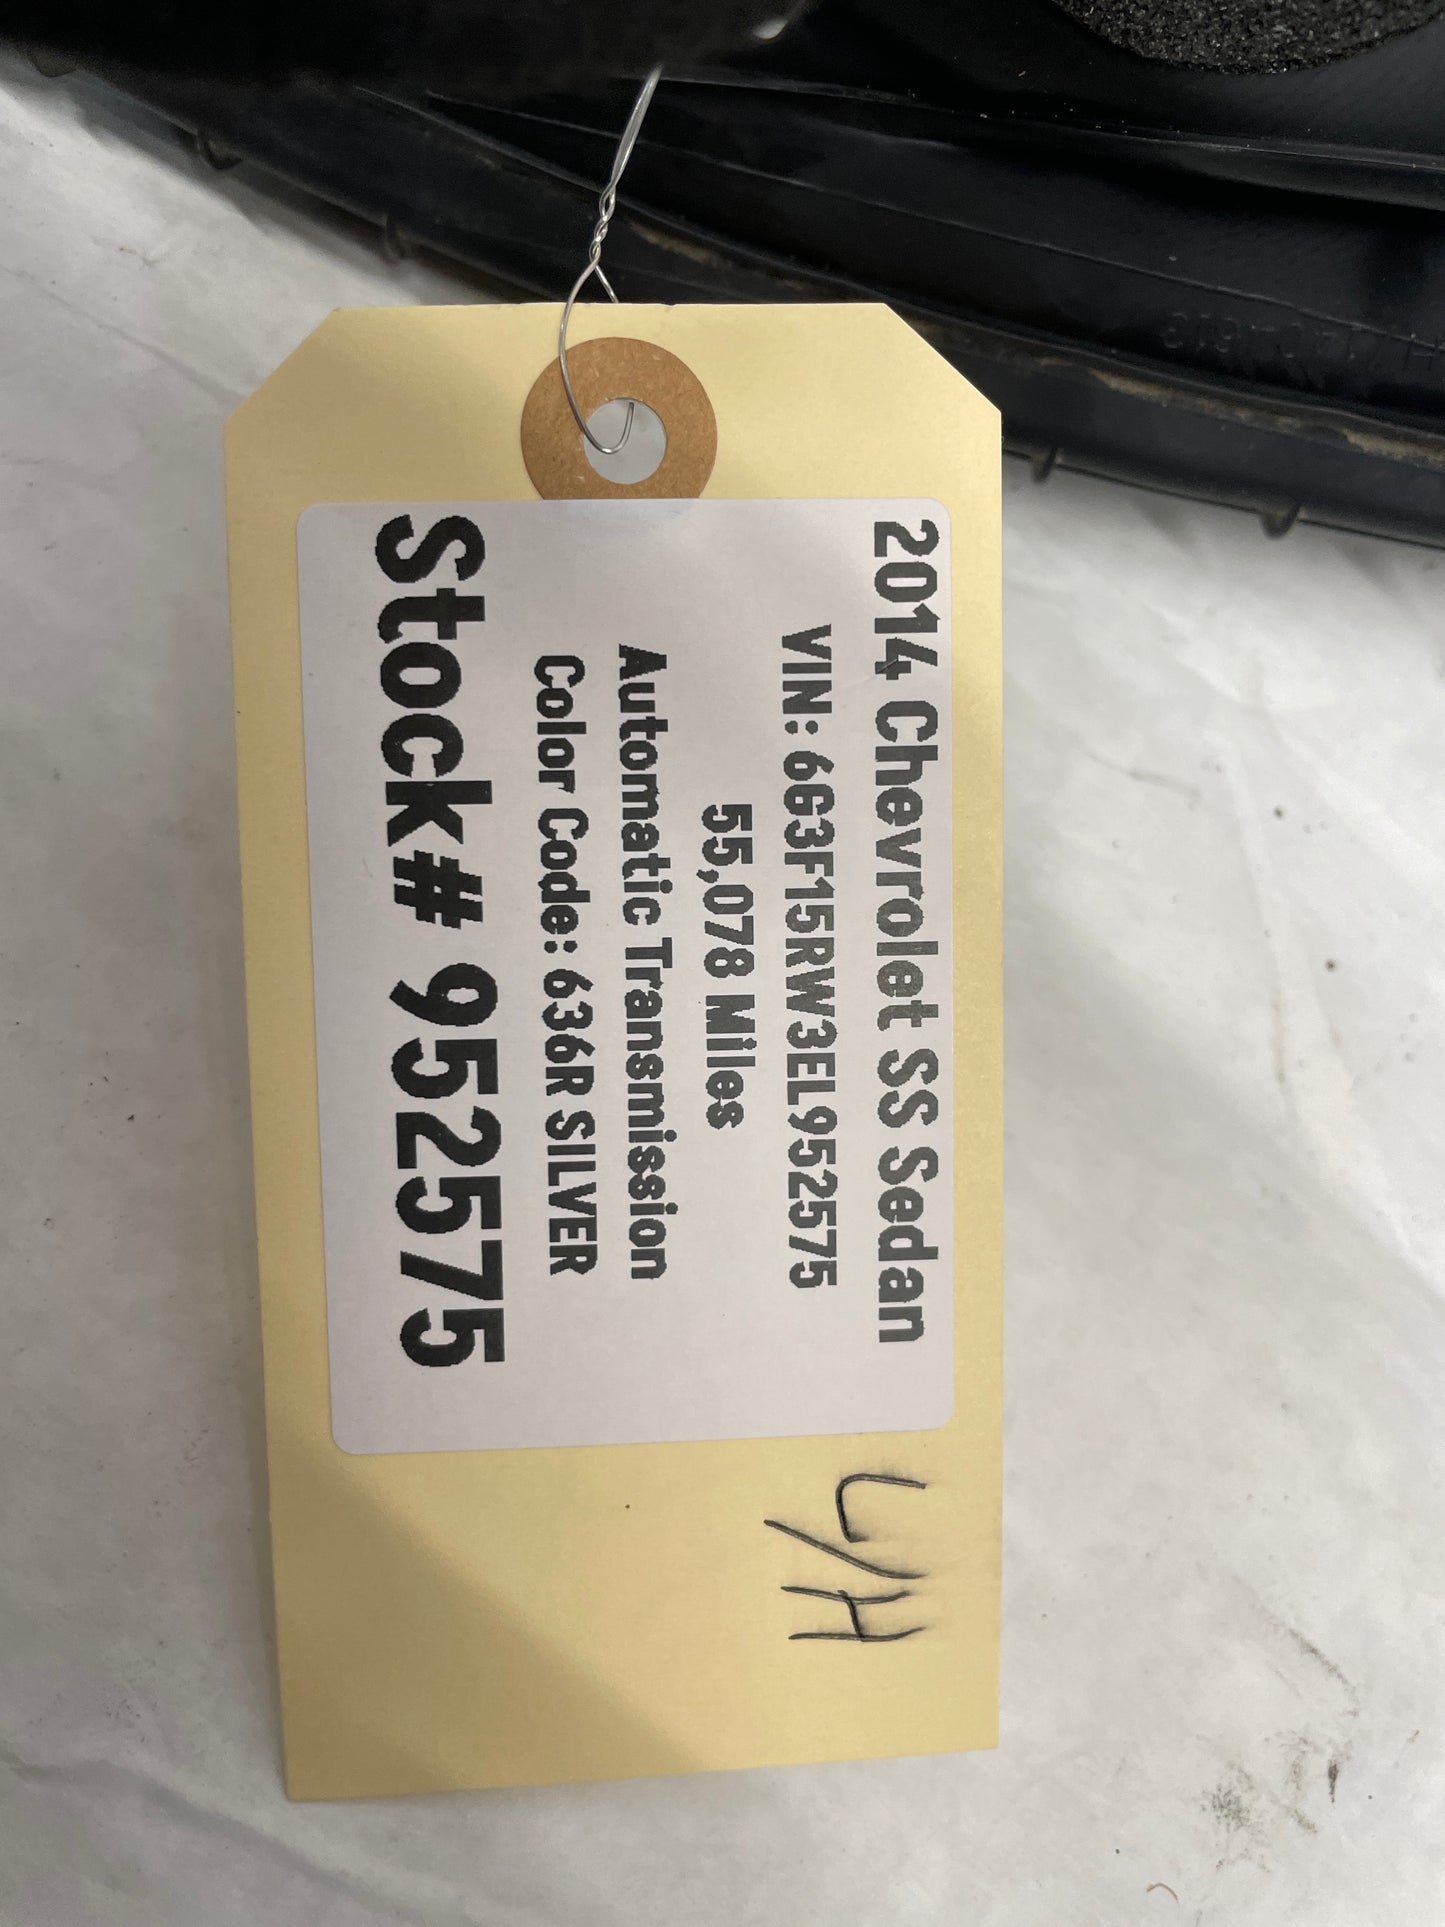 2014 Chevrolet SS Sedan
VIN: 6G3F15RW3EL952575
55,078 Miles
Automatic Transmission
Color Code: 636R SILVER
Stock# 952575
L/H